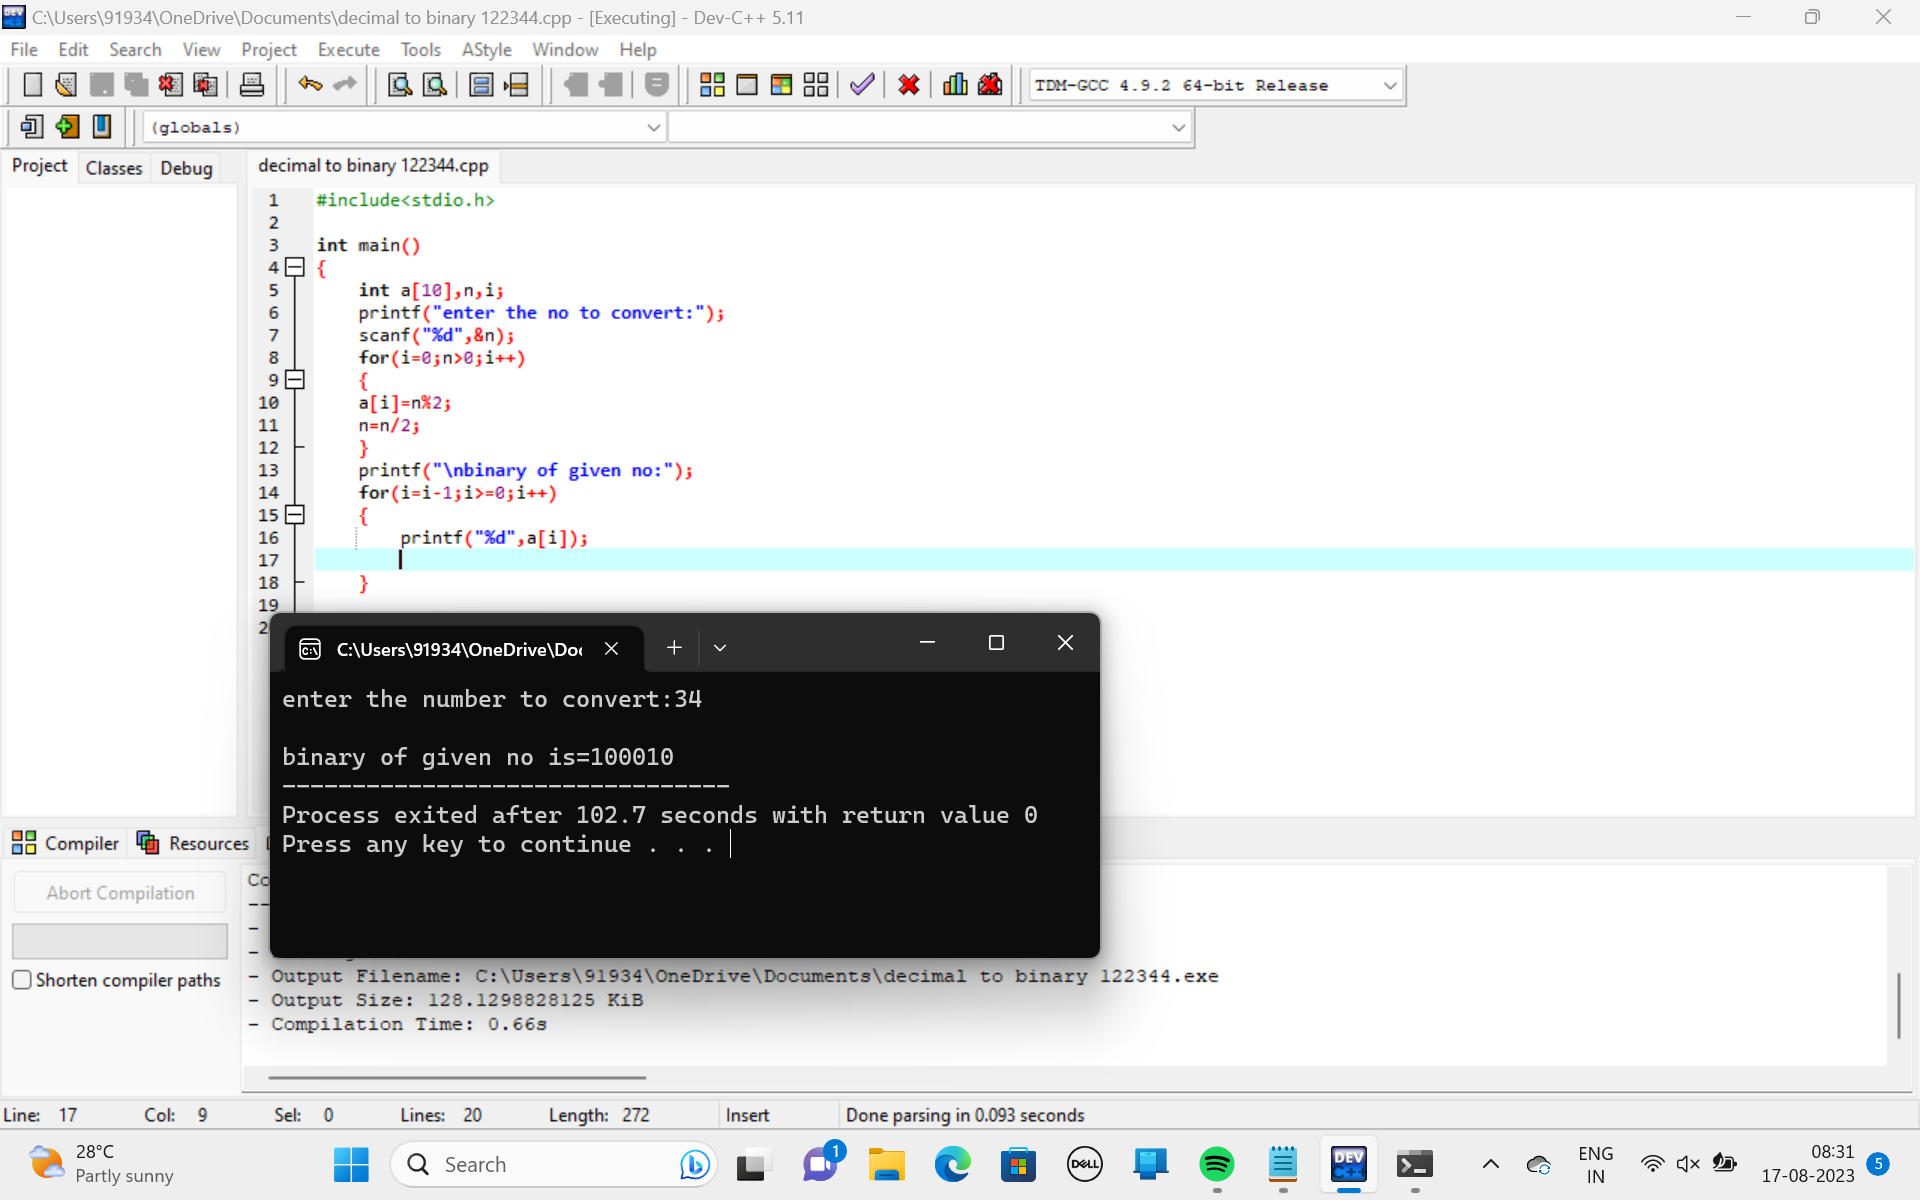 C:\Users\91934\OneDrive\Documents\decimal to binary 122344.cpp - [Executing] - Dev-C++ 5.11
File Edit Search View Project Execute Tools AStyle Window Help
TDM-GCC 4.9.2 64-bit Release
(globals)
Project Classes Debug
decimal to binary 122344.cpp
1 #include<stdio.h>
2
3 int main()
4 {
5 int a[10],n,i;
6 printf("enter the no to convert:");
7 scanf("%d",&n);
8 for(i=0;n>0;i++)
9 {
10 a[i]=n%2;
11 n=n/2;
12 }
13 printf("\nbinary of given no:");
14 for(i=i-1;i>=0;i++)
15 {
16 printf("%d",a[i]);
17
18 }
19
C:\Users\91934\OneDrive\Do
enter the number to convert:34
binary of given no is=100010
--------------------------------
Process exited after 102.7 seconds with return value 0
Press any key to continue . . .
Compiler Resources
Abort Compilation
Shorten compiler paths
- Output Filename: C:\Users\91934\OneDrive\Documents\decimal to binary 122344.exe
- Output Size: 128.1298828125 KiB
- Compilation Time: 0.66s
Line: 17 Col: 9 Sel: 0 Lines: 20 Length: 272 Insert Done parsing in 0.093 seconds
28°C
Partly sunny
Search
1
DELL
DEV C++
ENG
IN
08:31
17-08-2023
5